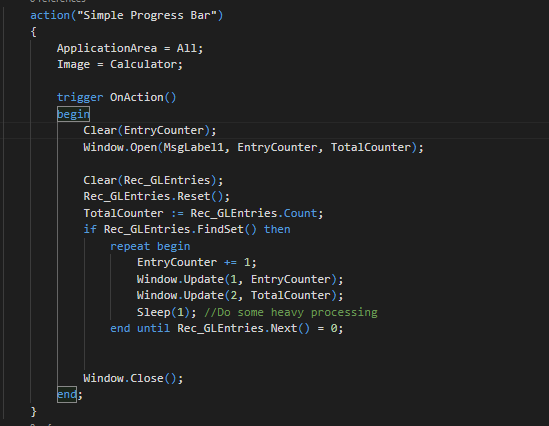 0 references
action("Simple Progress Bar")
{
ApplicationArea = All;
Image = Calculator;
trigger OnAction()
begin
Clear(EntryCounter);
Window.Open(MsgLabel1, EntryCounter, TotalCounter);
Clear(Rec_GLEntries);
Rec_GLEntries.Reset();
TotalCounter := Rec_GLEntries.Count;
if Rec_GLEntries.FindSet() then
repeat begin
EntryCounter += 1;
Window.Update(1, EntryCounter);
Window.Update(2, TotalCounter);
Sleep(1); //Do some heavy processing
end until Rec_GLEntries.Next() = 0;
Window.Close();
end;
}